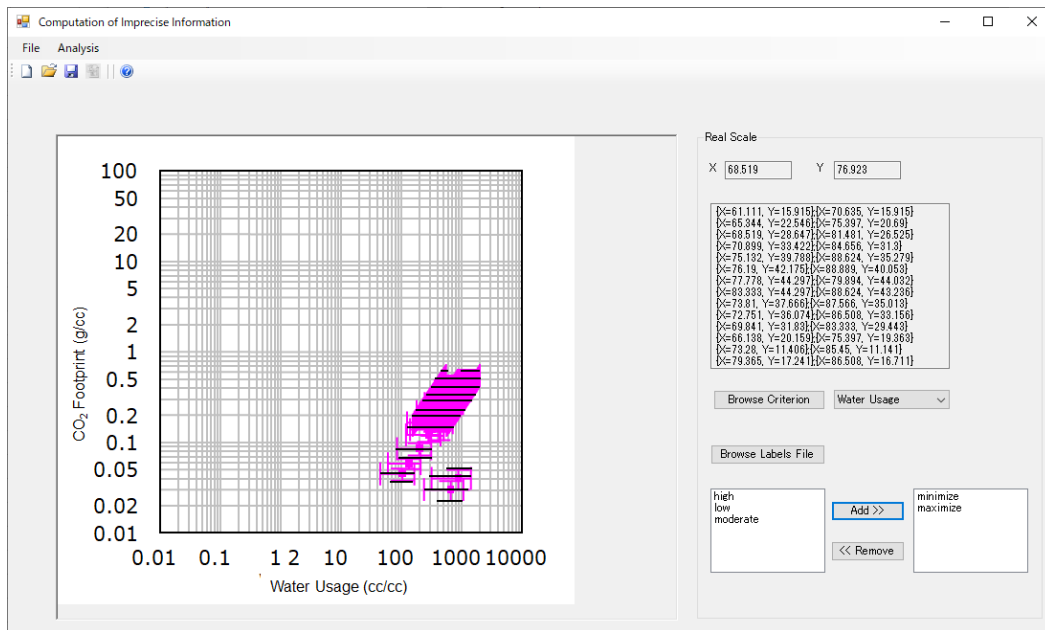 Computation of Imprecise Information
File Analysis
Real Scale
X 68.519 Y 76.923
{X=61.111, Y=15.915};{X=70.635, Y=15.915}
{X=65.344, Y=22.546};{X=75.397, Y=20.69}
{X=68.519, Y=28.647};{X=81.481, Y=26.525}
{X=70.899, Y=33.422};{X=84.656, Y=31.3}
{X=75.132, Y=39.788};{X=88.624, Y=35.279}
{X=76.19, Y=42.175};{X=88.889, Y=40.053}
{X=77.778, Y=44.297};{X=79.894, Y=44.032}
{X=83.333, Y=44.297};{X=88.624, Y=43.236}
{X=73.81, Y=37.666};{X=87.566, Y=35.013}
{X=72.751, Y=36.074};{X=86.508, Y=33.156}
{X=69.841, Y=31.83};{X=83.333, Y=29.443}
{X=66.138, Y=20.159};{X=75.397, Y=19.363}
{X=73.28, Y=11.406};{X=85.45, Y=11.141}
{X=79.365, Y=17.241};{X=86.508, Y=16.711}
Browse Criterion Water Usage
Browse Labels File
high
low
moderate
Add >>
<< Remove
minimize
maximize
CO2 Footprint (g/cc)
100
50
20
10
5
2
1
0.5
0.2
0.1
0.05
0.02
0.01
0.01 0.1 1 2 10 100 1000 10000
Water Usage (cc/cc)